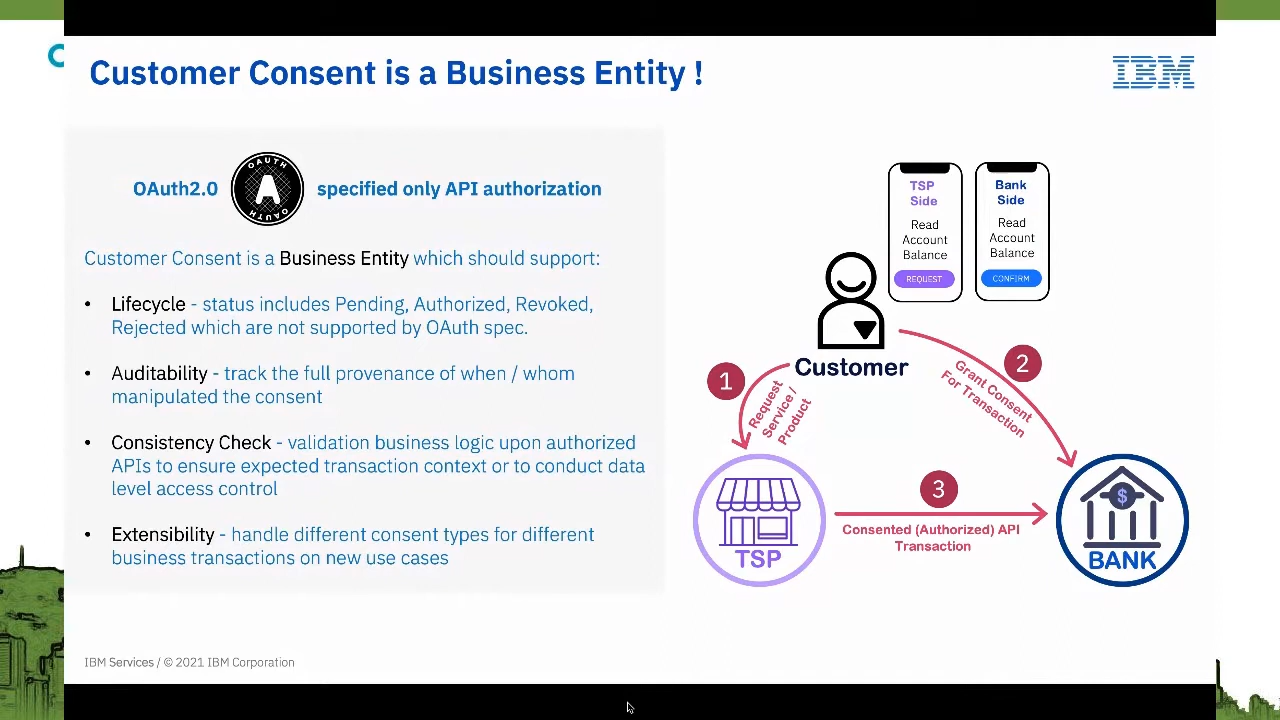 Customer Consent is a Business Entity !
IBM
OAuth2.0
OAUTH
A
OAUTH
specified only API authorization
Customer Consent is a Business Entity which should support:
• Lifecycle - status includes Pending, Authorized, Revoked,
Rejected which are not supported by OAuth spec.
• Auditability - track the full provenance of when / whom
manipulated the consent
• Consistency Check - validation business logic upon authorized
APIs to ensure expected transaction context or to conduct data
level access control
• Extensibility - handle different consent types for different
business transactions on new use cases
TSP
Side
Read
Account
Balance
REQUEST
Bank
Side
Read
Account
Balance
CONFIRM
Customer
1
Request
Service /
Product
2
Grant Consent
For Transaction
3
Consented (Authorized) API
Transaction
TSP
$
BANK
IBM Services / © 2021 IBM Corporation